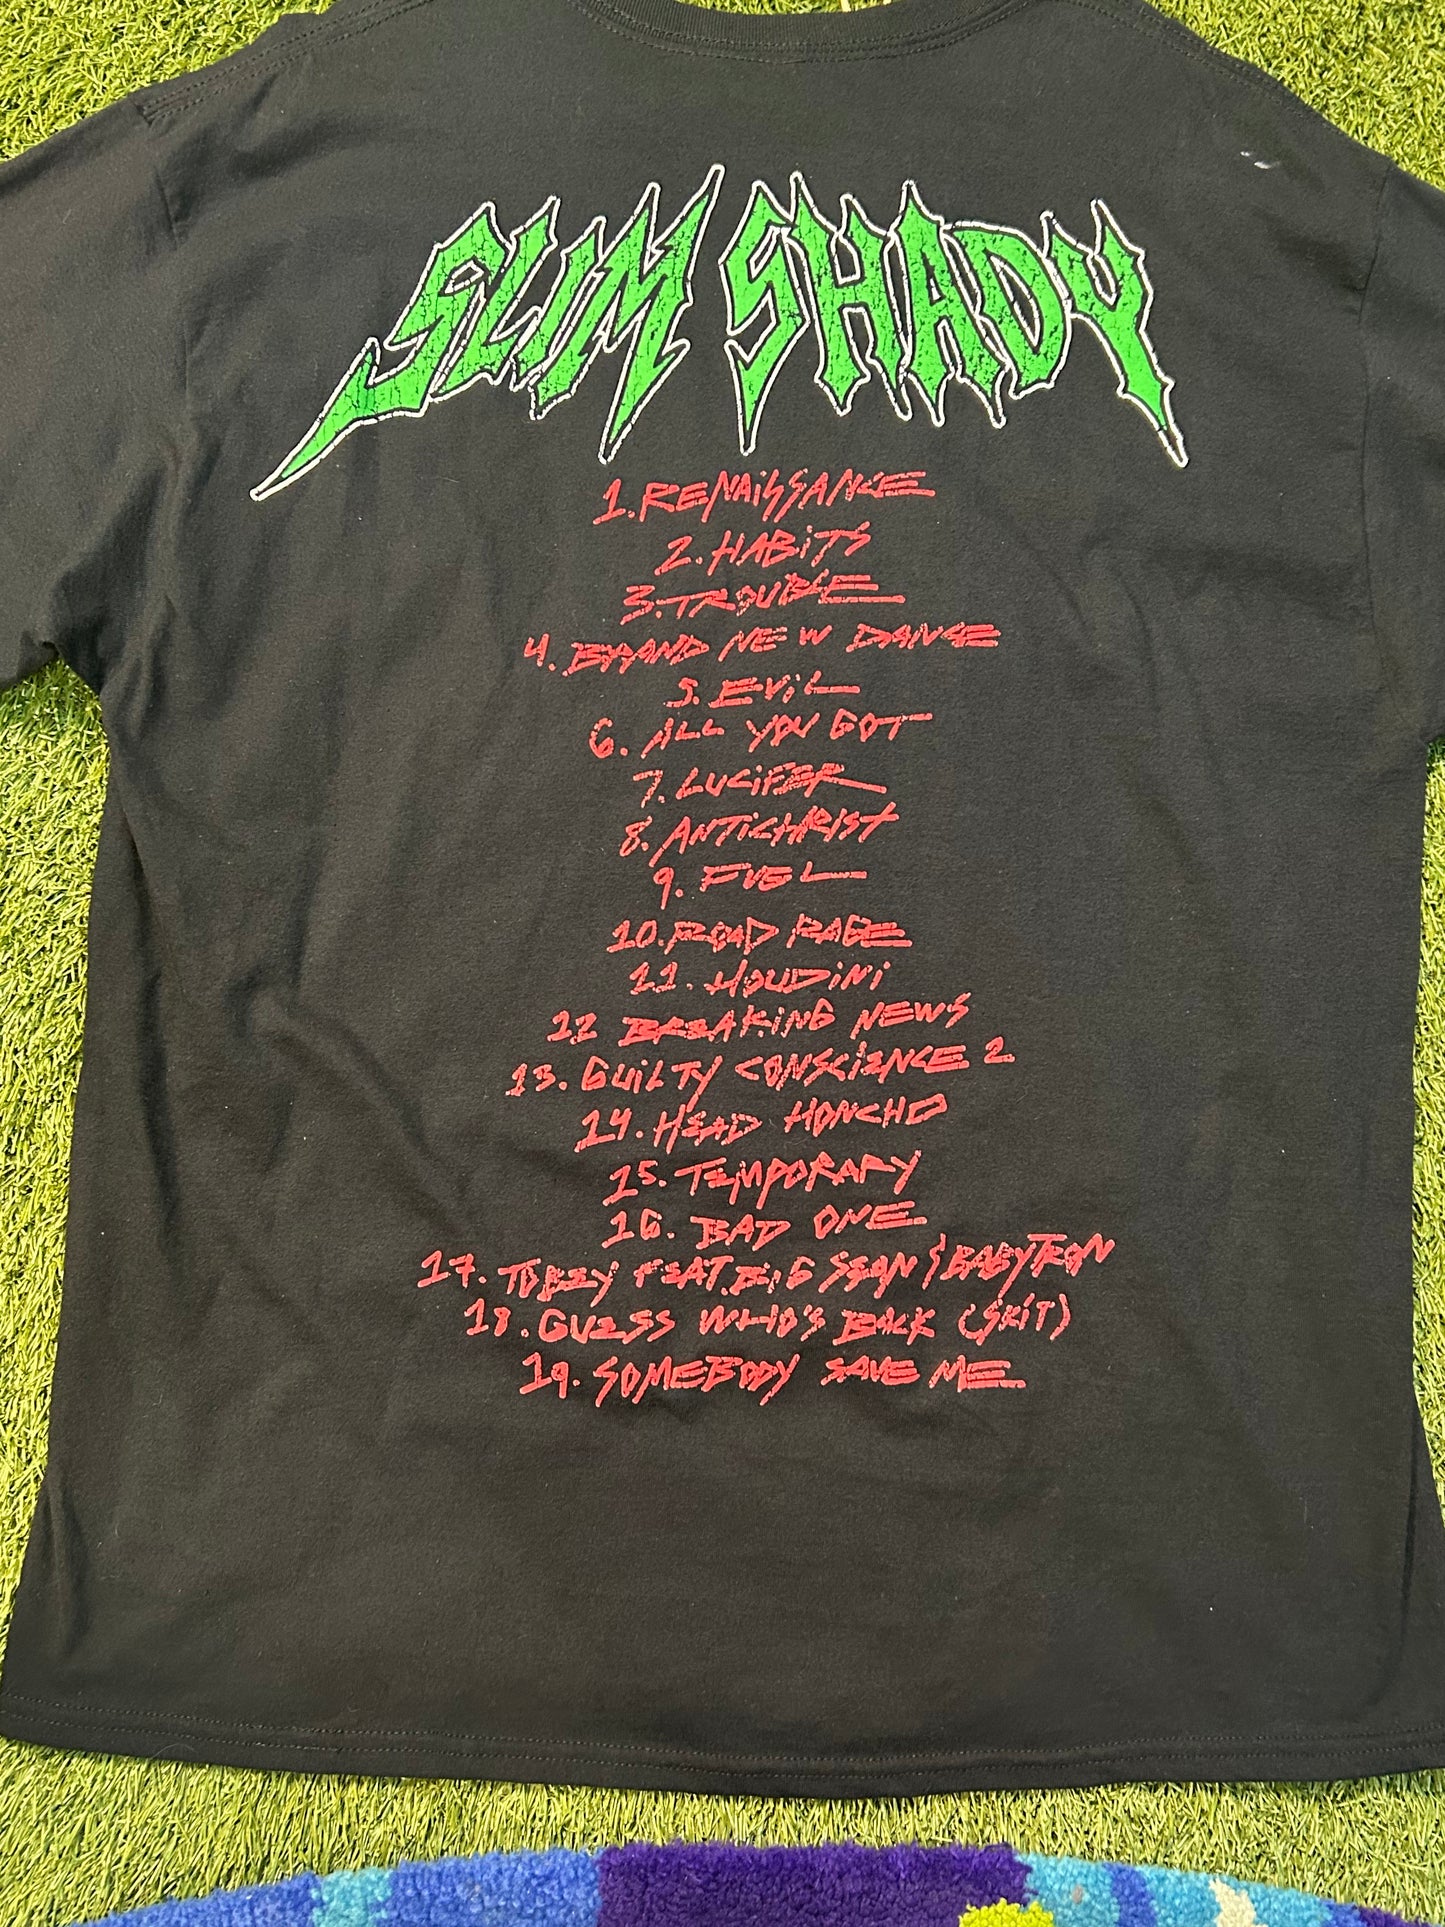 SLIM SHADY
1. RENAISSANCE
2. HABITS
3. TROUBLE
4. BRAND NEW DANCE
5. EVIL
6. ALL YOU GOT
7. LUCIFER
8. ANTICHRIST
9. FUEL
10. ROAD RAGE
11. HOUDINI
12 BREAKING NEWS
13. GUILTY CONSCIENCE 2
14. HEAD HONCHO
15. TEMPORARY
16. BAD ONE
17. TOBEY FEAT. BIG SEAN & BABYTRON
18. GUESS WHO'S BACK (SKIT)
19. SOMEBODY SAVE ME